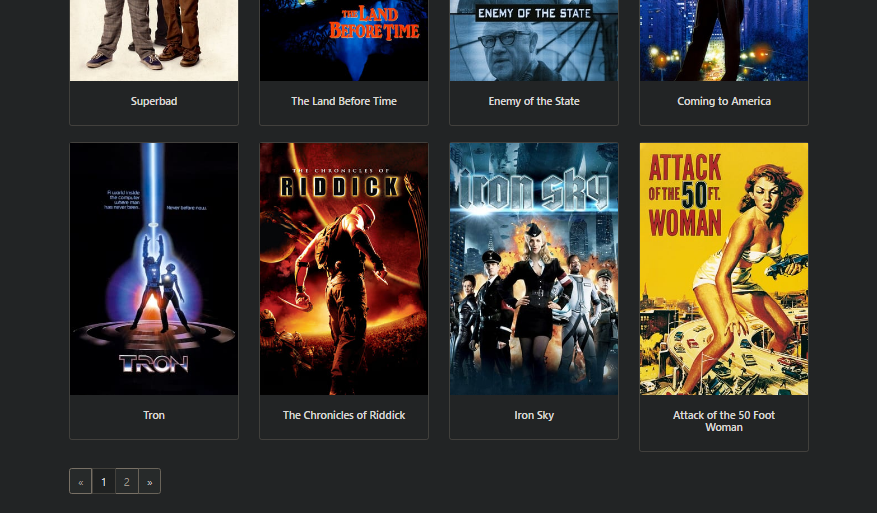 THE LAND
BEFORE TIME
ENEMY OF THE STATE
Superbad
The Land Before Time
Enemy of the State
Coming to America
A world inside
the computer
where man
has never been.
Never before now.
TRON
THE CHRONICLES OF
RIDDICK
iron sky
ATTACK
OF THE 50 FT.
WOMAN
Tron
The Chronicles of Riddick
Iron Sky
Attack of the 50 Foot
Woman
« 1 2 »